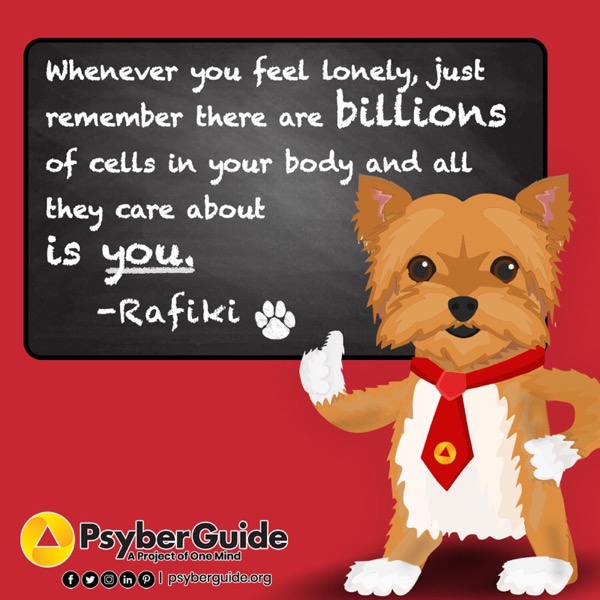 Whenever you feel lonely, just
remember there are billions
of cells in your body and all
they care about
is you.
-Rafiki
PsyberGuide
A Project of One Mind
| psyberguide.org